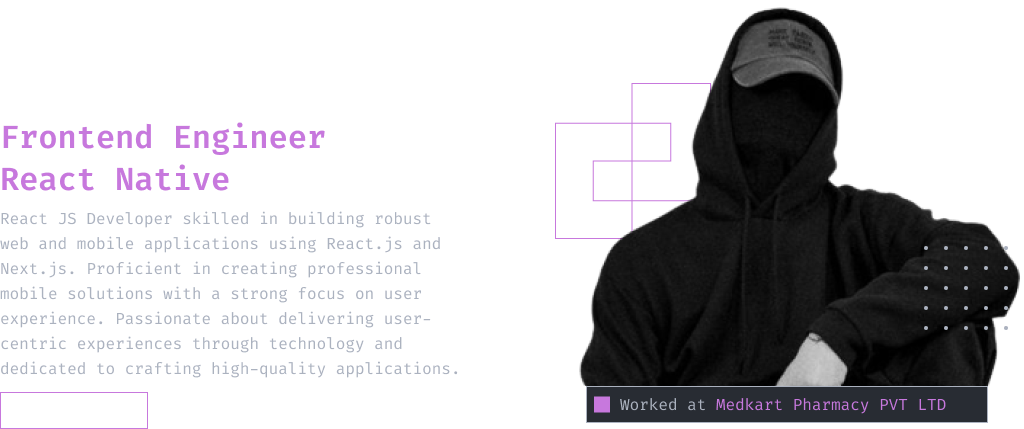 Frontend Engineer
React Native
React JS Developer skilled in building robust
web and mobile applications using React.js and
Next.js. Proficient in creating professional
mobile solutions with a strong focus on user
experience. Passionate about delivering user-
centric experiences through technology and
dedicated to crafting high-quality applications.
Worked at Medkart Pharmacy PVT LTD